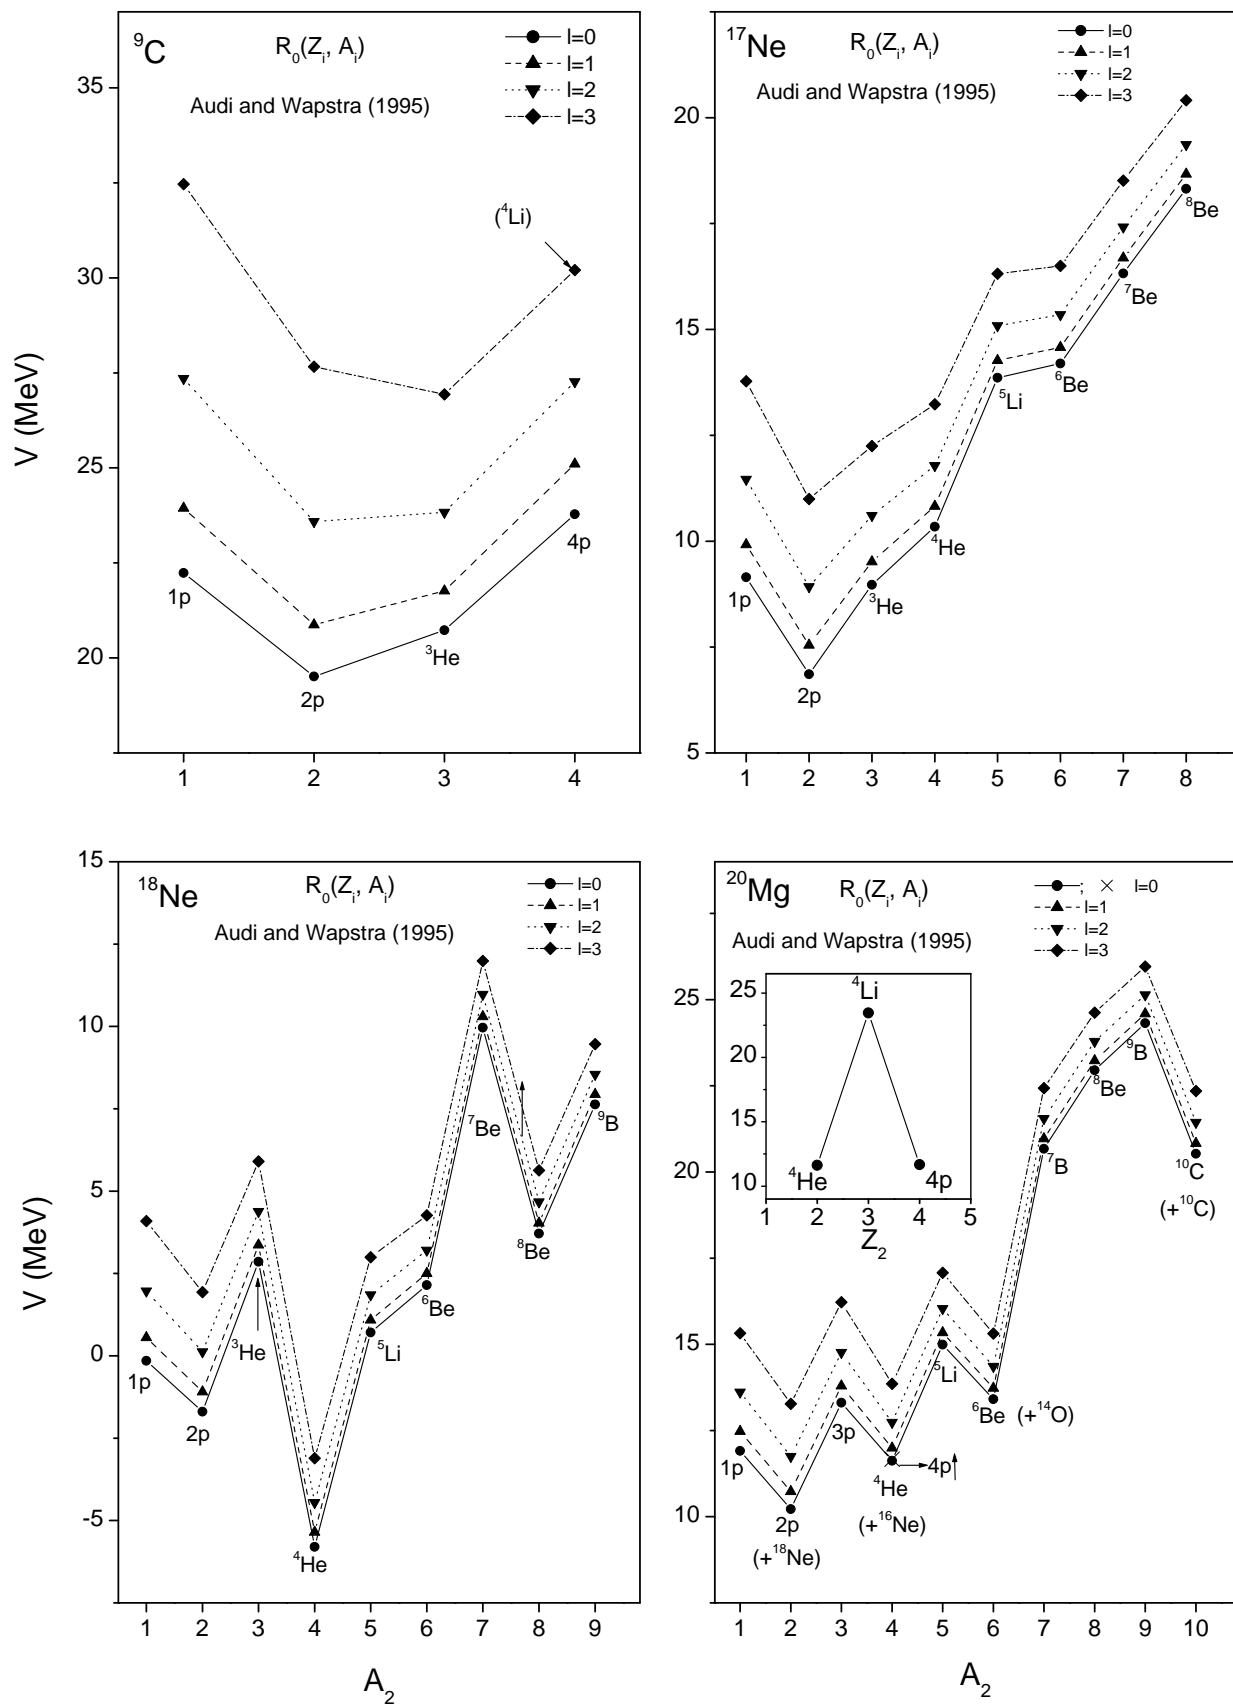 ⁹C
R₀(Zᵢ, Aᵢ)
Audi and Wapstra (1995)
l=0
l=1
l=2
l=3
35
30
25
20
V (MeV)
(⁴Li)
1p
2p
³He
4p
1 2 3 4
¹⁷Ne
R₀(Zᵢ, Aᵢ)
Audi and Wapstra (1995)
l=0
l=1
l=2
l=3
20
15
10
5
1p
2p
³He
⁴He
⁵Li
⁶Be
⁷Be
⁸Be
1 2 3 4 5 6 7 8
¹⁸Ne
R₀(Zᵢ, Aᵢ)
Audi and Wapstra (1995)
l=0
l=1
l=2
l=3
15
10
5
0
-5
V (MeV)
1p
2p
³He
⁴He
⁵Li
⁶Be
⁷Be
⁸Be
⁹B
1 2 3 4 5 6 7 8 9
A₂
²⁰Mg
R₀(Zᵢ, Aᵢ)
Audi and Wapstra (1995)
; × l=0
l=1
l=2
l=3
25
20
15
10
25
22
15
10
⁴Li
⁴He
4p
1 2 3 4 5
Z₂
1p
2p
(+¹⁸Ne)
3p
⁴He
4p
(+¹⁶Ne)
⁵Li
⁶Be
(+¹⁴O)
⁷B
⁸Be
⁹B
¹⁰C
(+¹⁰C)
1 2 3 4 5 6 7 8 9 10
A₂